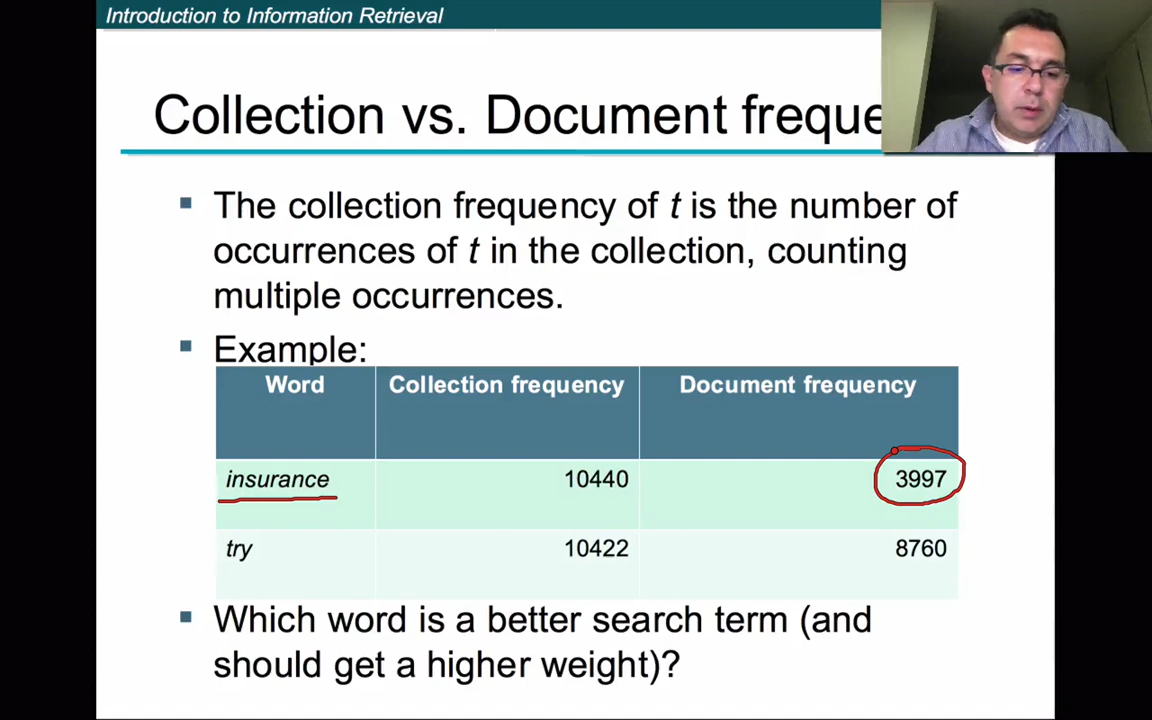 Introduction to Information Retrieval
Collection vs. Document freque
The collection frequency of t is the number of
occurrences of t in the collection, counting
multiple occurrences.
Example:
Word Collection frequency Document frequency
insurance 10440 3997
try 10422 8760
Which word is a better search term (and
should get a higher weight)?